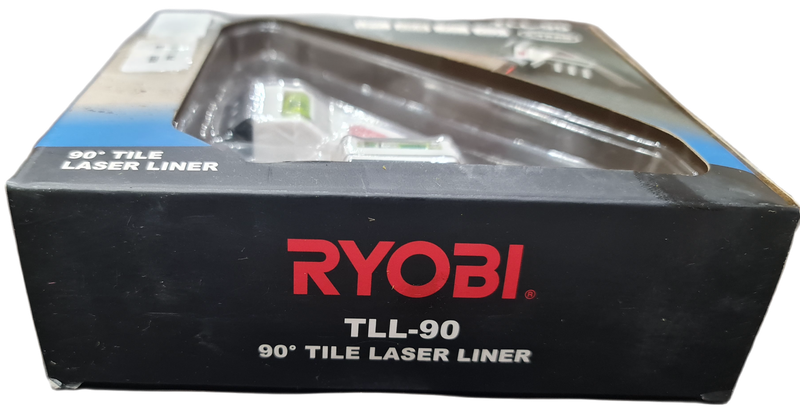 90° TILE
LASER LINER
RYOBI®
TLL-90
90° TILE LASER LINER